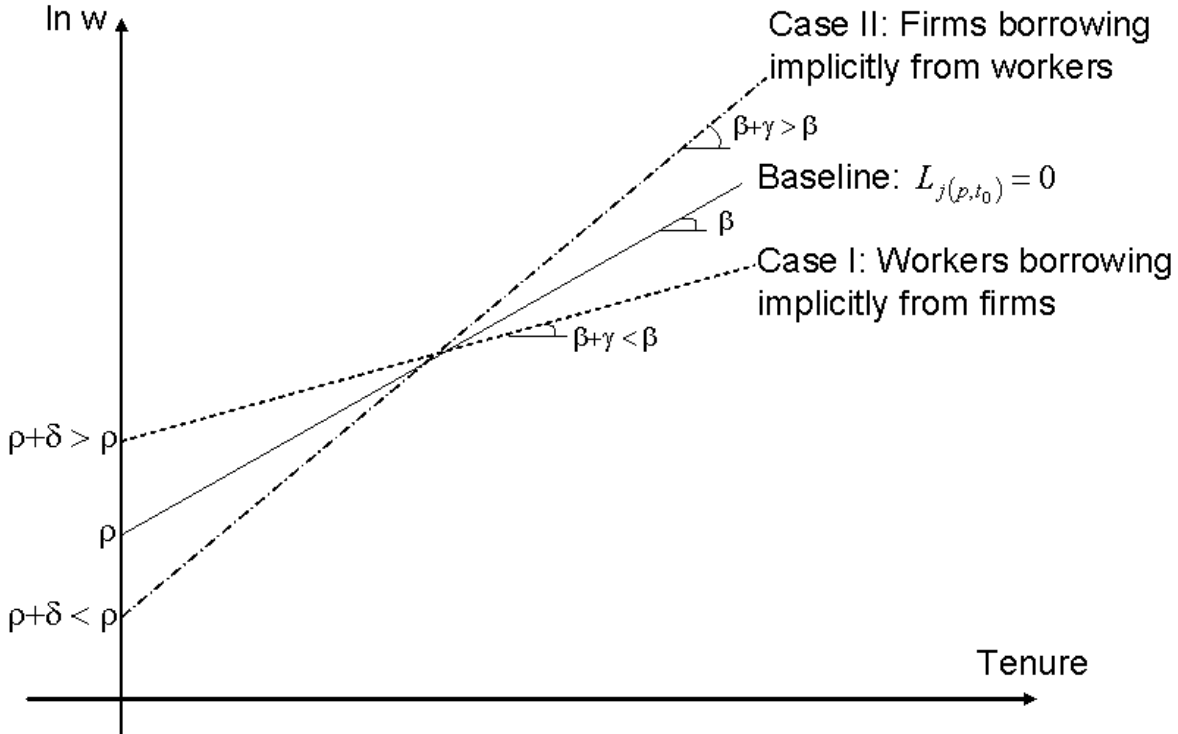 ln w
Case II: Firms borrowing
implicitly from workers
β+γ > β
Baseline: L_{j(p,t_0)} = 0
β
Case I: Workers borrowing
implicitly from firms
β+γ < β
ρ+δ > ρ
ρ
ρ+δ < ρ
Tenure